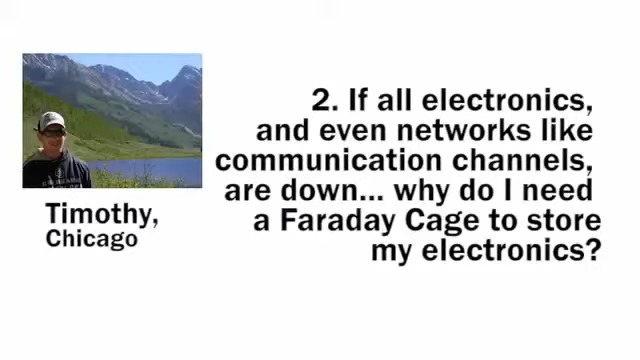 2. If all electronics,
and even networks like
communication channels,
are down... why do I need
a Faraday Cage to store
my electronics?
Timothy,
Chicago